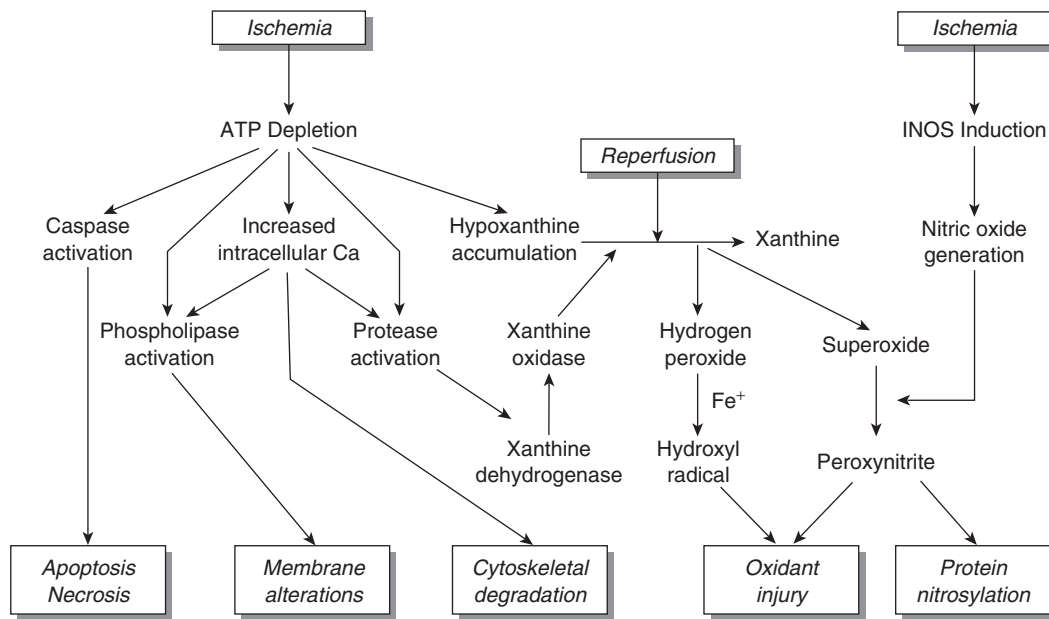 Ischemia
Ischemia
ATP Depletion
INOS Induction
Reperfusion
Caspase
activation
Increased
intracellular Ca
Hypoxanthine
accumulation
Xanthine
Nitric oxide
generation
Phospholipase
activation
Protease
activation
Xanthine
oxidase
Hydrogen
peroxide
Superoxide
Fe+
Xanthine
dehydrogenase
Hydroxyl
radical
Peroxynitrite
Apoptosis
Necrosis
Membrane
alterations
Cytoskeletal
degradation
Oxidant
injury
Protein
nitrosylation